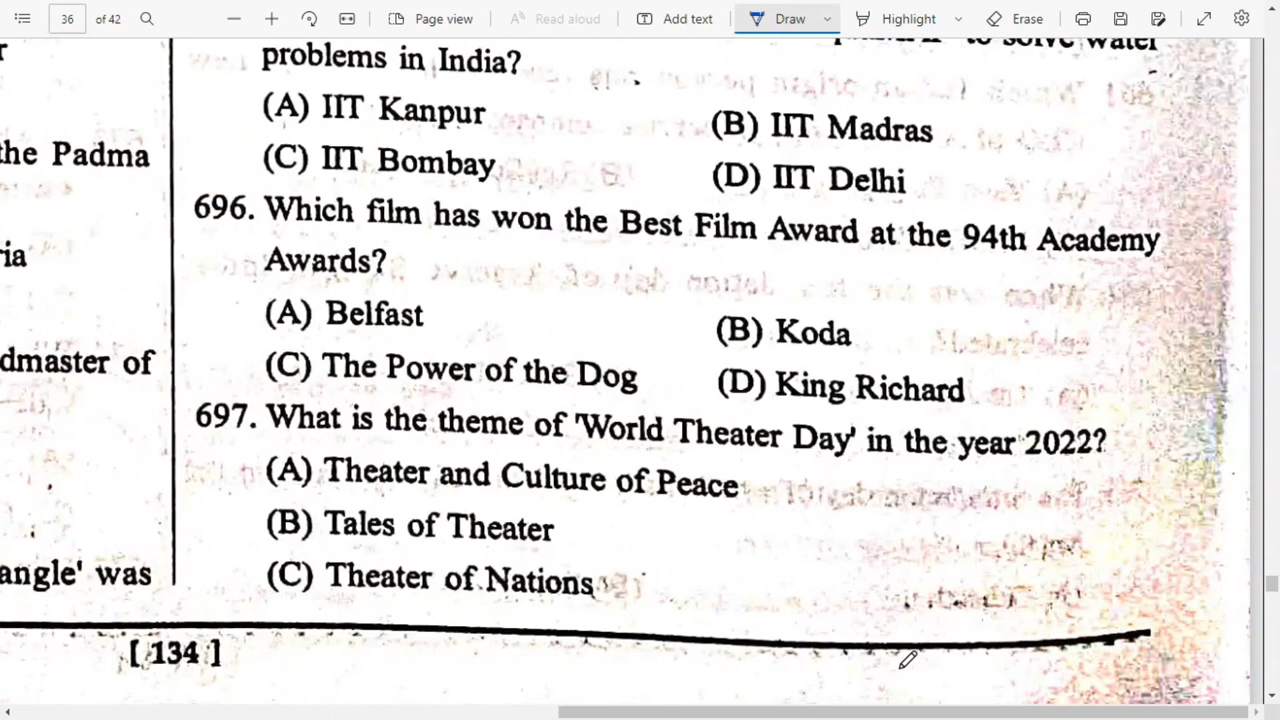 36 of 42 Page view Read aloud Add text Draw Highlight Erase
to solve water
problems in India?
(A) IIT Kanpur (B) IIT Madras
(C) IIT Bombay (D) IIT Delhi
696. Which film has won the Best Film Award at the 94th Academy
Awards?
(A) Belfast (B) Koda
(C) The Power of the Dog (D) King Richard
697. What is the theme of 'World Theater Day' in the year 2022?
(A) Theater and Culture of Peace
(B) Tales of Theater
(C) Theater of Nations
the Padma
ria
dmaster of
angle' was
[ 134 ]